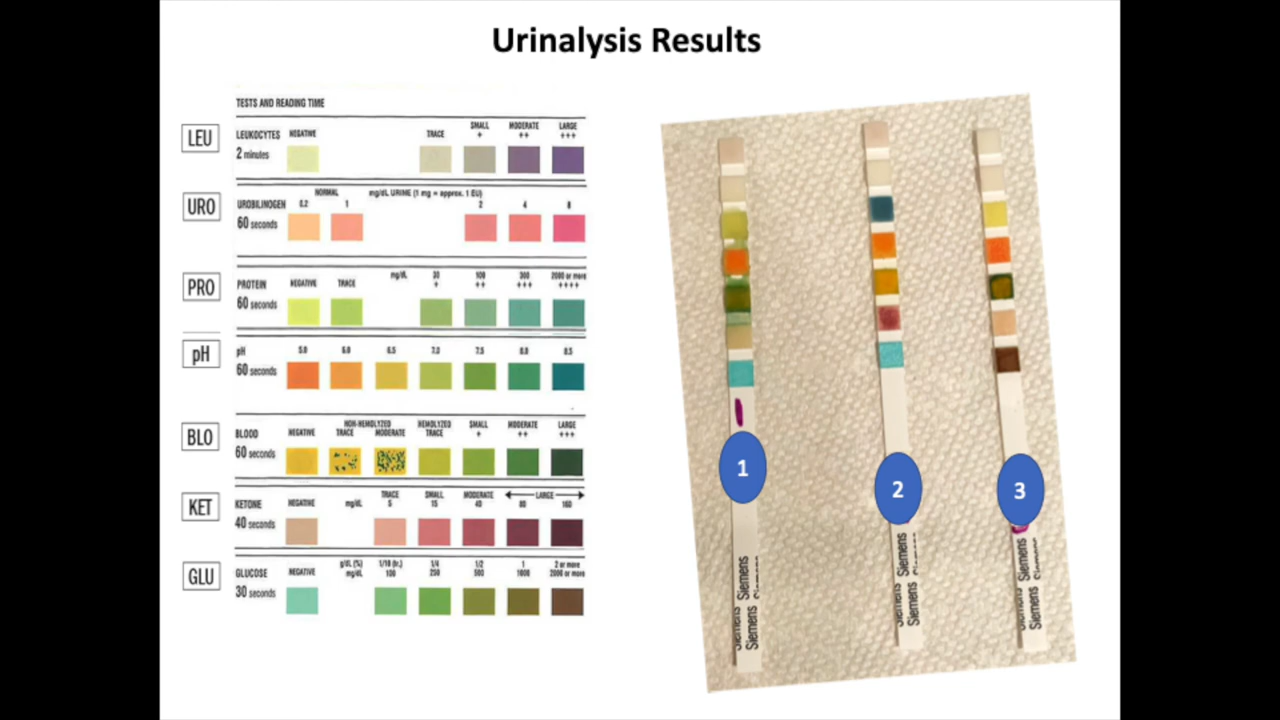 Urinalysis Results
TESTS AND READING TIME
LEU
LEUKOCYTES NEGATIVE TRACE SMALL MODERATE LARGE
+ ++ +++
2 minutes
NORMAL mg/dL URINE (1 mg = approx. 1 EU)
URO
UROBILINOGEN 0.2 1 2 4 8
60 seconds
mg/dL 30 100 300 2000 or more
PRO
PROTEIN NEGATIVE TRACE + ++ +++ ++++
60 seconds
pH
pH 5.0 6.0 6.5 7.0 7.5 8.0 8.5
60 seconds
NON-HEMOLYZED HEMOLYZED SMALL MODERATE LARGE
BLO
BLOOD NEGATIVE TRACE MODERATE TRACE + ++ +++
60 seconds
TRACE SMALL MODERATE LARGE
KET
KETONE NEGATIVE mg/dL 5 15 40 80 160
40 seconds
g/dL (%) 1/10 (tr.) 1/4 1/2 1 2 or more
GLU
GLUCOSE NEGATIVE mg/dL 100 250 500 1000 2000 or more
30 seconds
1
2
3
Siemens
Siemens
Siemens
Siemens
Siemens
Siemens
Siemens